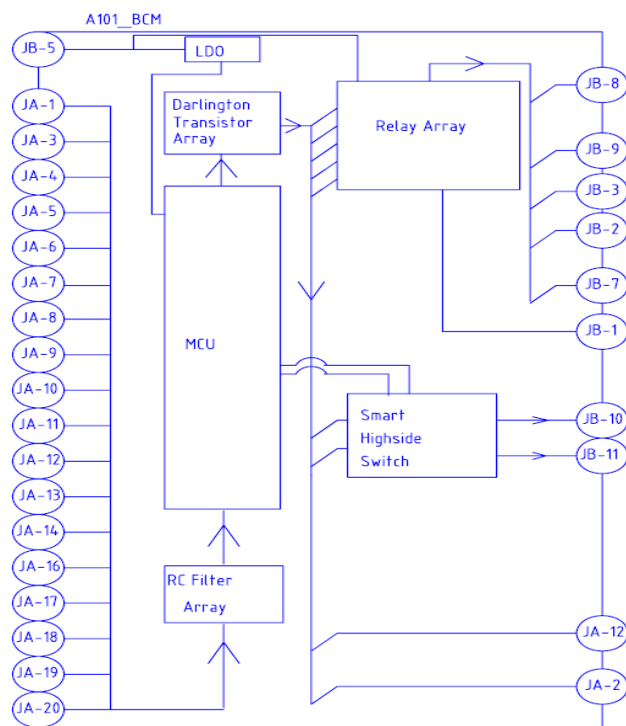 A101_BCM
JB-5
LDO
JA-1
Darlington
Transistor
Array
JA-3
JA-4
JA-5
JA-6
JA-7
JA-8
JA-9
JA-10
JA-11
JA-12
JA-13
JA-14
JA-16
JA-17
JA-18
JA-19
JA-20
MCU
RC Filter
Array
Relay Array
Smart
Highside
Switch
JB-8
JB-9
JB-3
JB-2
JB-7
JB-1
JB-10
JB-11
JA-12
JA-2